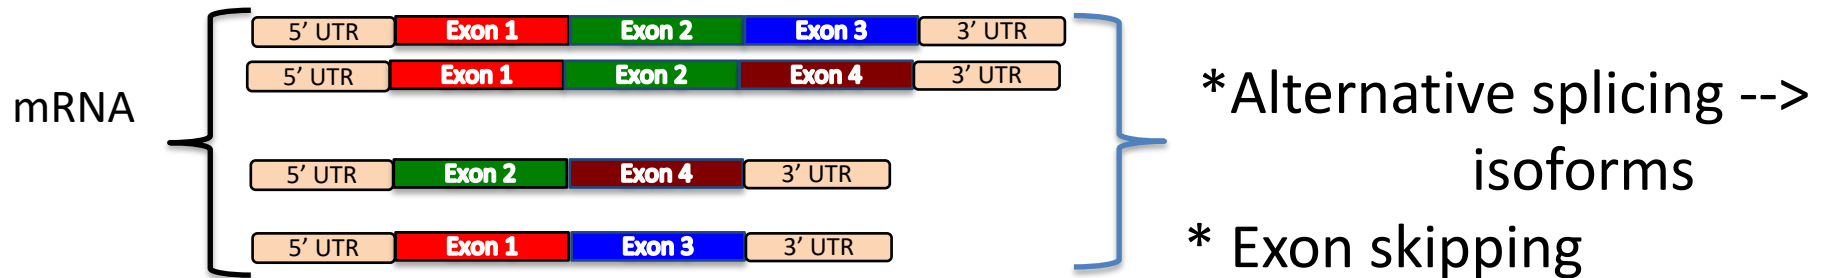 5’ UTR Exon 1 Exon 2 Exon 3 3’ UTR
5’ UTR Exon 1 Exon 2 Exon 4 3’ UTR
mRNA
*Alternative splicing -->
isoforms
5’ UTR Exon 2 Exon 4 3’ UTR
5’ UTR Exon 1 Exon 3 3’ UTR
* Exon skipping